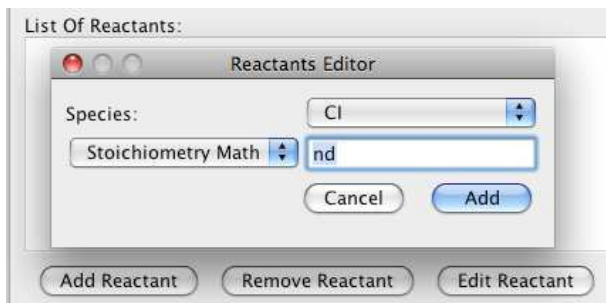 List Of Reactants:
Reactants Editor
Species: CI
Stoichiometry Math nd
Cancel Add
Add Reactant Remove Reactant Edit Reactant